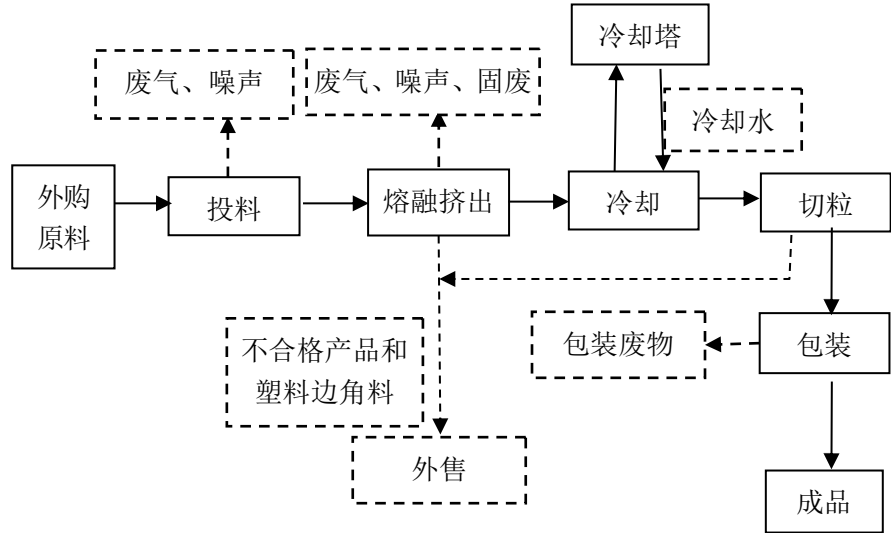 冷却塔
废气、噪声
废气、噪声、固废
冷却水
外购
原料
投料
熔融挤出
冷却
切粒
不合格产品和
塑料边角料
包装废物
包装
外售
成品